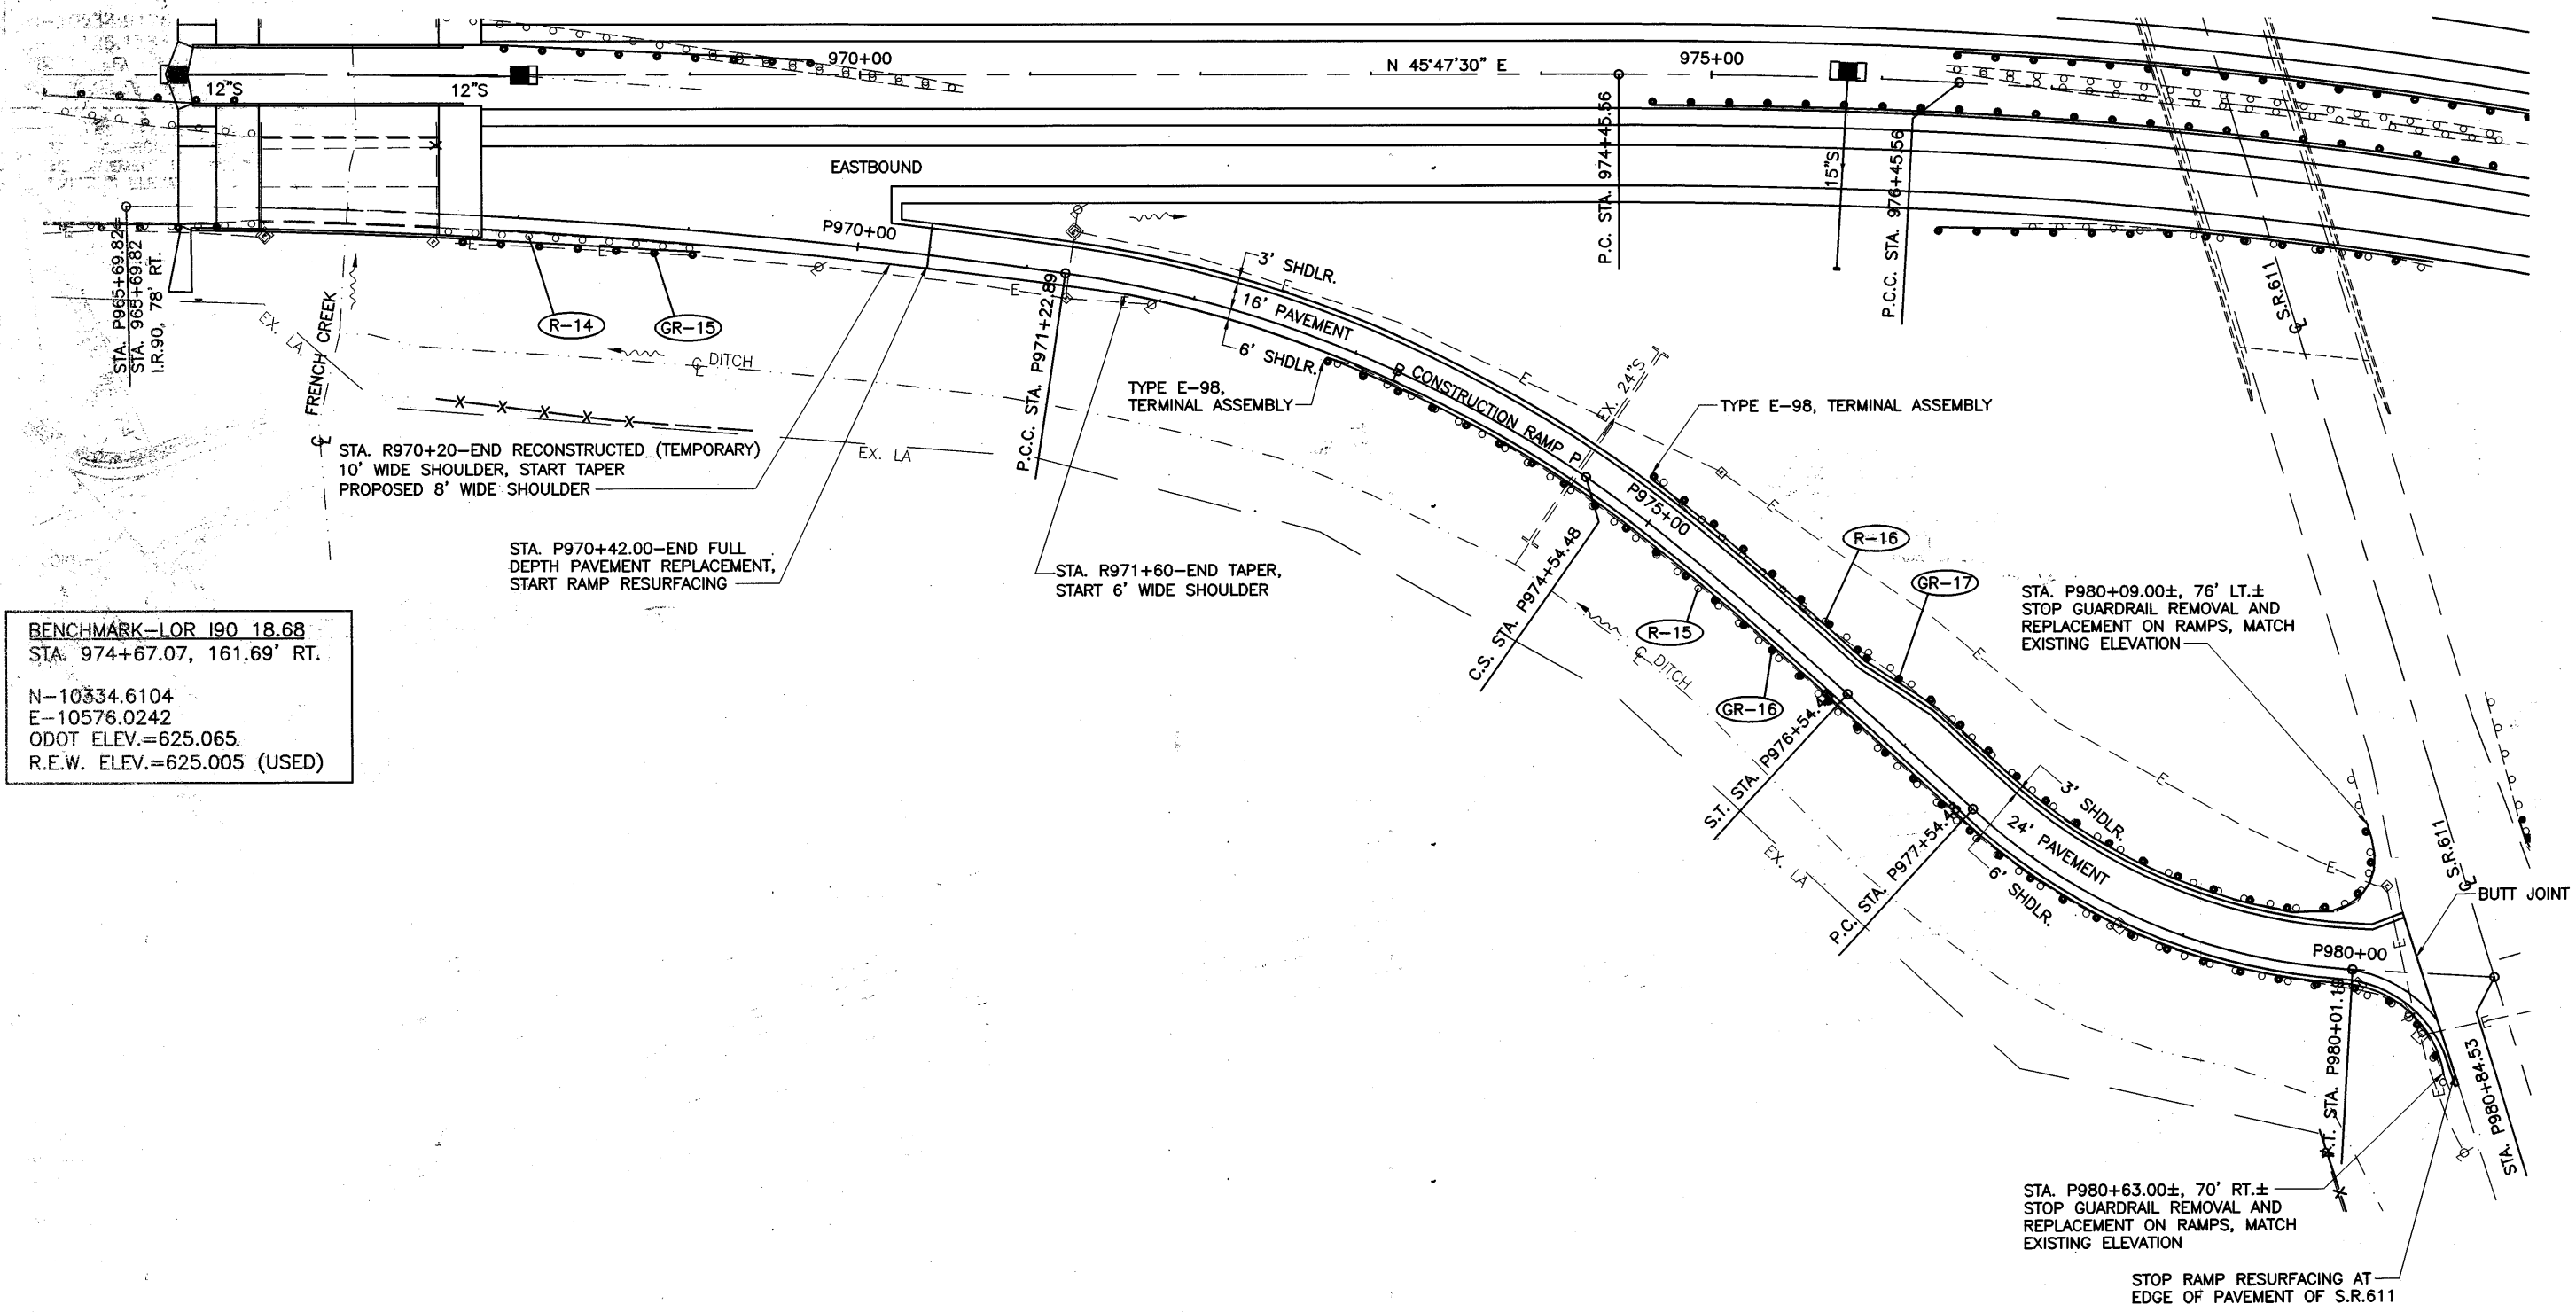 970+00
N 45°47'30" E
975+00
12"S
12"S
EASTBOUND
P.C. STA. 974+45.56
15"S
P.C.C. STA. 976+45.56
S.R.611
℄
STA. P965+69.82=
STA. 965+69.82
I.R.90, 78' RT.
P970+00
3' SHDLR.
E
16' PAVEMENT
6' SHDLR.
R-14
GR-15
FRENCH CREEK
℄
EX. LA.
℄ DITCH
P.C.C. STA. P971+22.89
TYPE E-98,
TERMINAL ASSEMBLY
B CONSTRUCTION RAMP P
EX. 24"S
TYPE E-98, TERMINAL ASSEMBLY
STA. R970+20-END RECONSTRUCTED (TEMPORARY)
10' WIDE SHOULDER, START TAPER
PROPOSED 8' WIDE SHOULDER
EX. LA
P975+00
C.S. STA. P974+54.48
STA. P970+42.00-END FULL
DEPTH PAVEMENT REPLACEMENT,
START RAMP RESURFACING
STA. R971+60-END TAPER,
START 6' WIDE SHOULDER
R-16
GR-17
R-15
GR-16
℄ DITCH
STA. P980+09.00±, 76' LT.±
STOP GUARDRAIL REMOVAL AND
REPLACEMENT ON RAMPS, MATCH
EXISTING ELEVATION
BENCHMARK-LOR I90 18.68
STA. 974+67.07, 161.69' RT.
N-10334.6104
E-10576.0242
ODOT ELEV.=625.065
R.E.W. ELEV.=625.005 (USED)
S.T. STA. P976+54.4
EX. LA
P.C. STA. P977+54.4
3' SHDLR.
24' PAVEMENT
6' SHDLR.
S.R.611
℄
BUTT JOINT
P980+00
STA. P980+01.1
STA. P980+84.53
STA. P980+63.00±, 70' RT.±
STOP GUARDRAIL REMOVAL AND
REPLACEMENT ON RAMPS, MATCH
EXISTING ELEVATION
STOP RAMP RESURFACING AT
EDGE OF PAVEMENT OF S.R.611